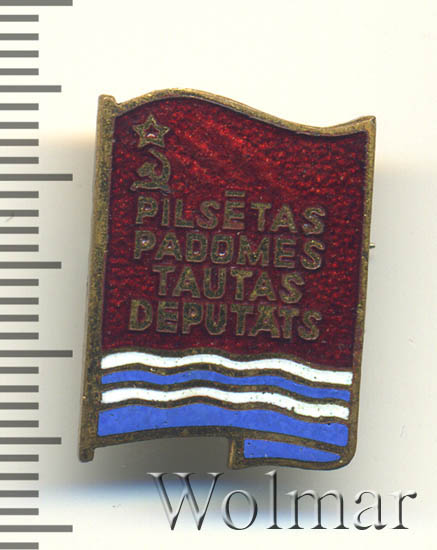 PILSĒTAS
PADOMES
TAUTAS
DEPUTĀTS
Wolmar